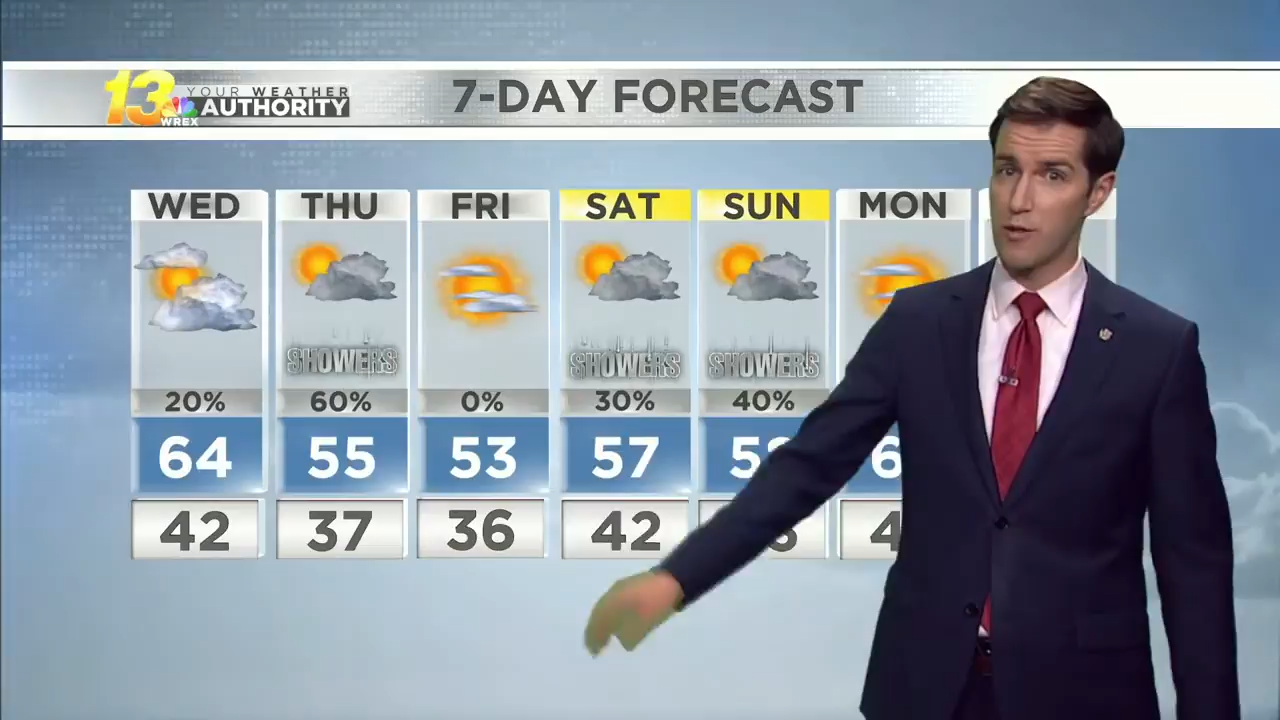 13 YOUR WEATHER
AUTHORITY
WREX
7-DAY FORECAST
WED THU FRI SAT SUN MON
SHOWERS SHOWERS SHOWERS
20% 60% 0% 30% 40%
64 55 53 57
42 37 36 42